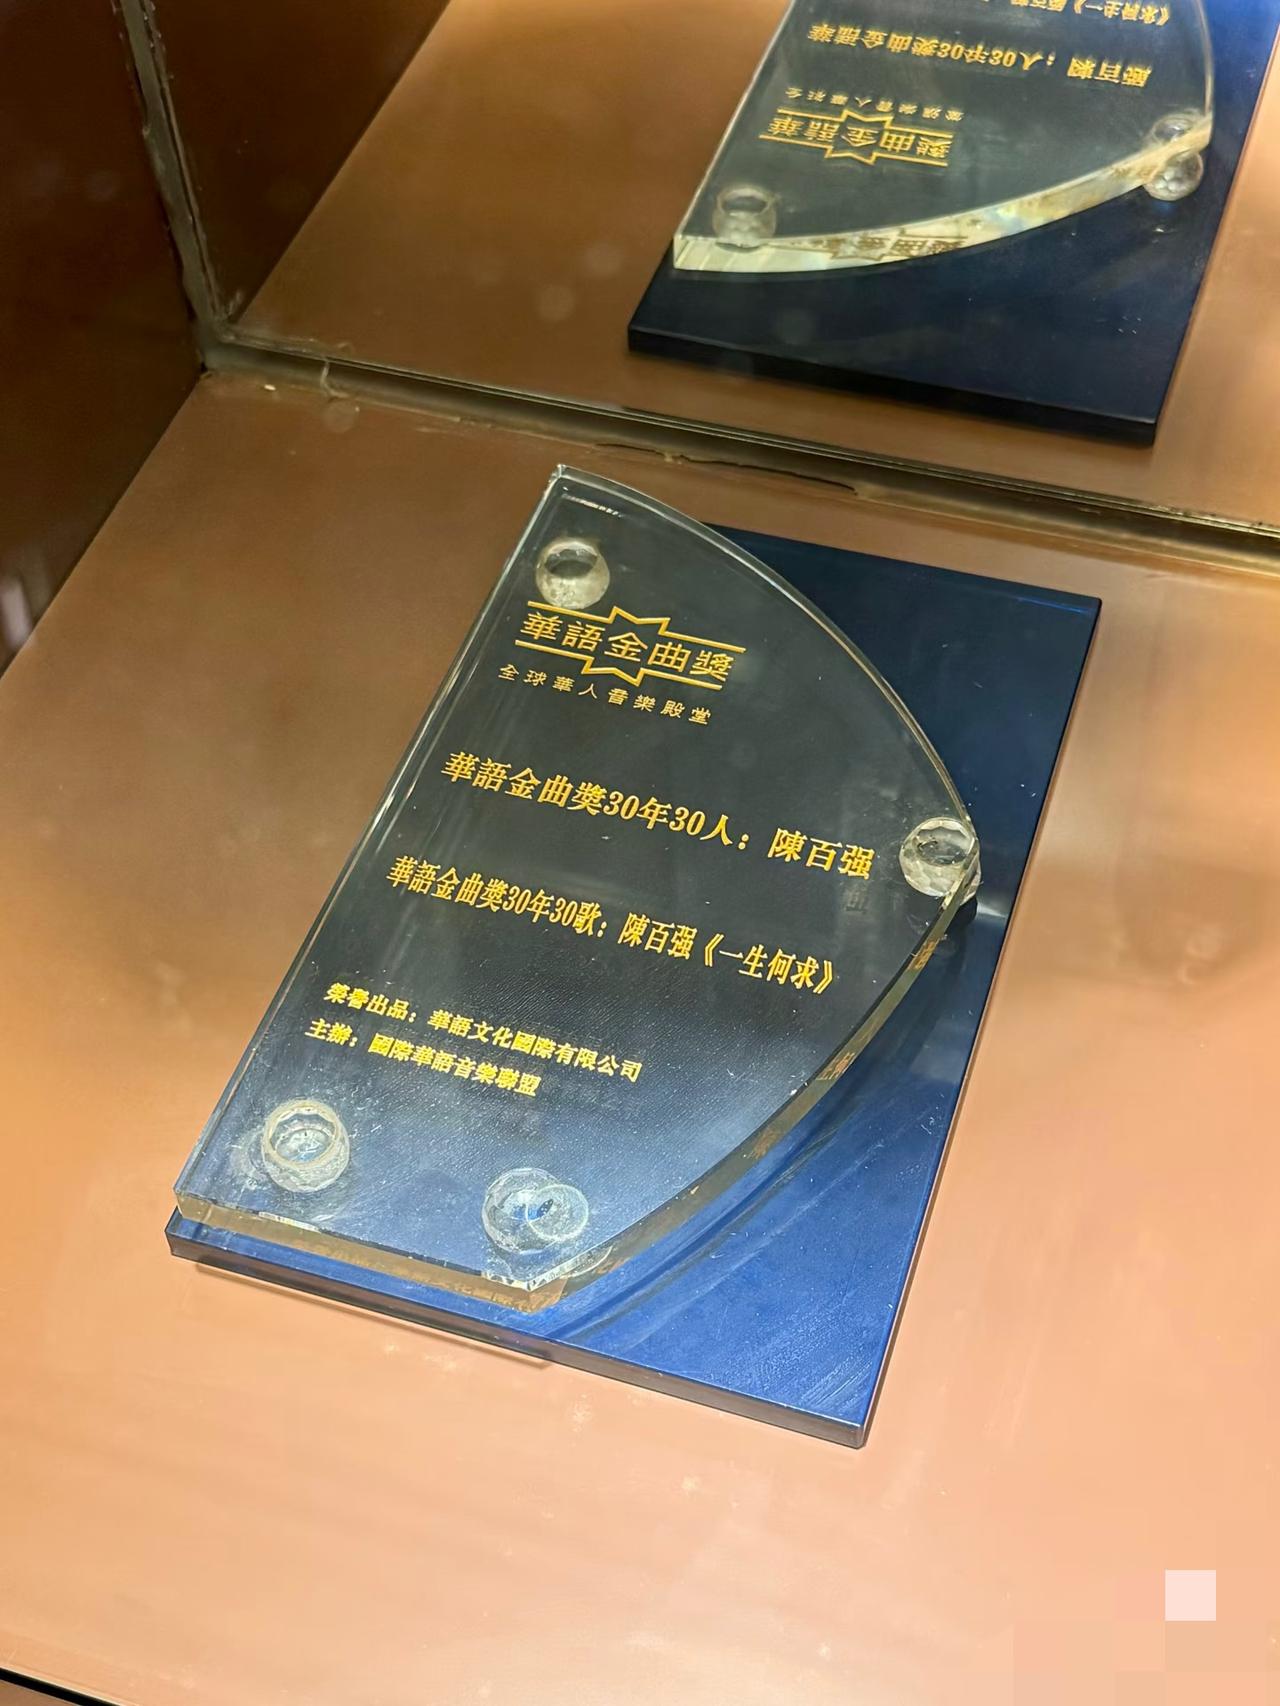 華語金曲獎
全球華人音樂殿堂
華語金曲獎30年30人：陳百强
華語金曲獎30年30歌：陳百强《一生何求》
榮譽出品：華語文化國際有限公司
主辦：國際華語音樂聯盟